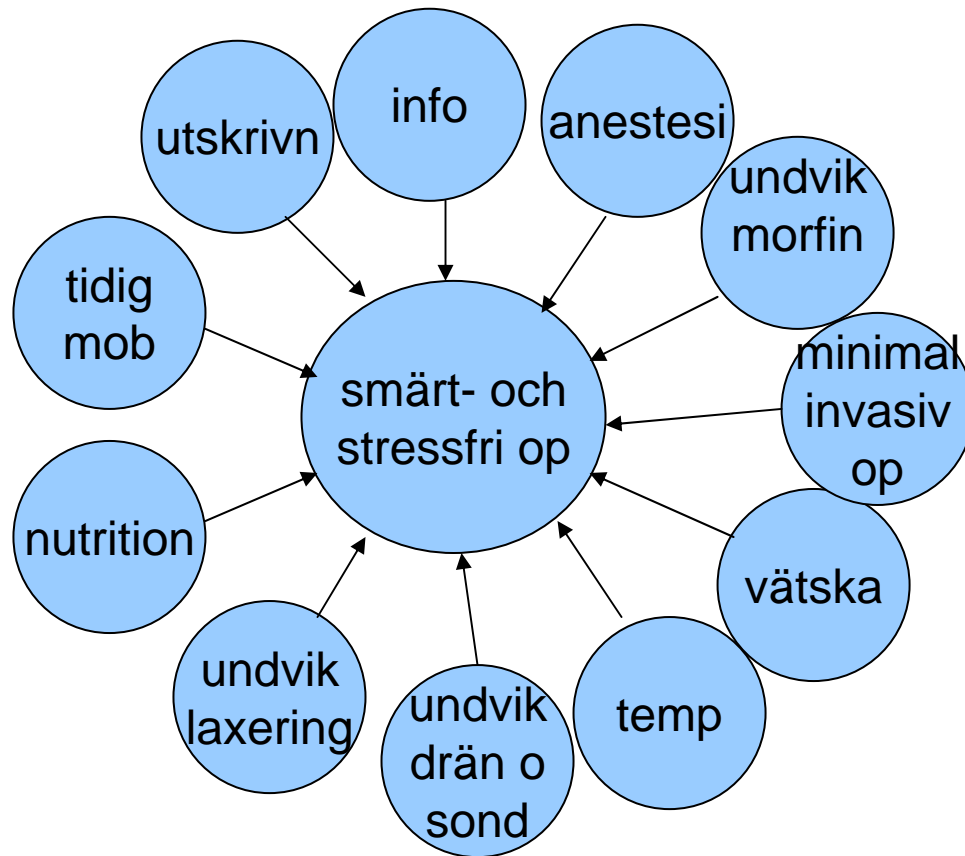 utskrivn
info
anestesi
undvik
morfin
minimal
invasiv
op
vätska
temp
undvik
drän o
sond
undvik
laxering
nutrition
tidig
mob
smärt- och
stressfri op